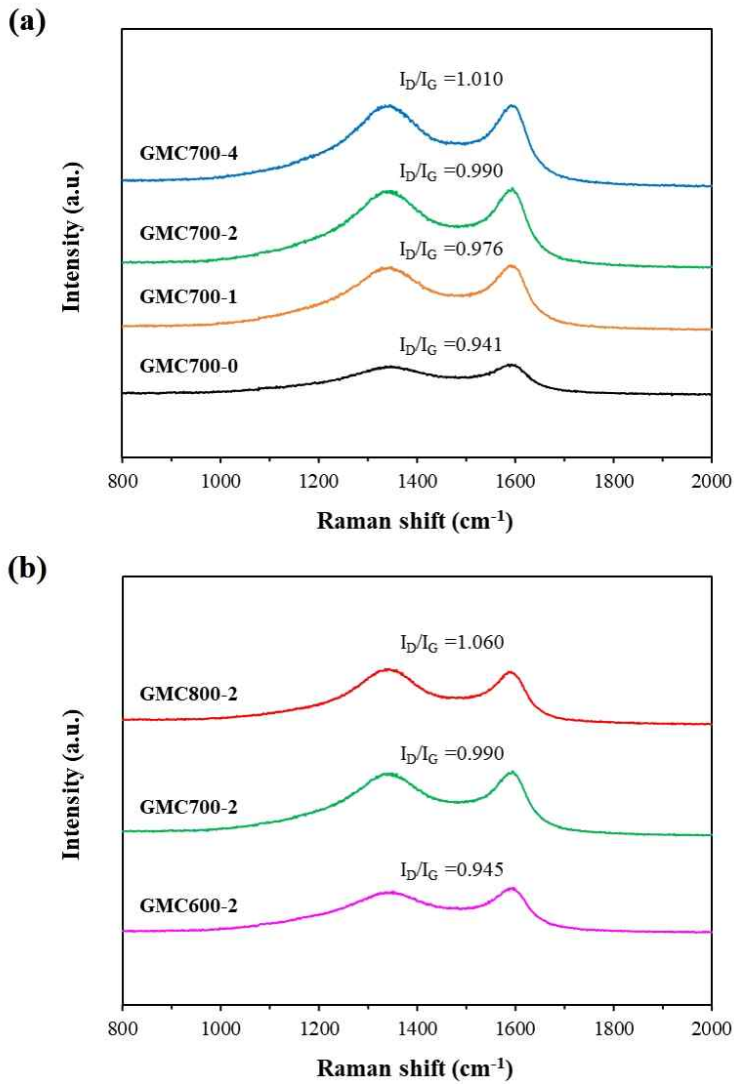 (a)
I_D/I_G =1.010
GMC700-4
I_D/I_G =0.990
GMC700-2
I_D/I_G =0.976
GMC700-1
I_D/I_G =0.941
GMC700-0
Intensity (a.u.)
800 1000 1200 1400 1600 1800 2000
Raman shift (cm⁻¹)
(b)
I_D/I_G =1.060
GMC800-2
I_D/I_G =0.990
GMC700-2
I_D/I_G =0.945
GMC600-2
Intensity (a.u.)
800 1000 1200 1400 1600 1800 2000
Raman shift (cm⁻¹)